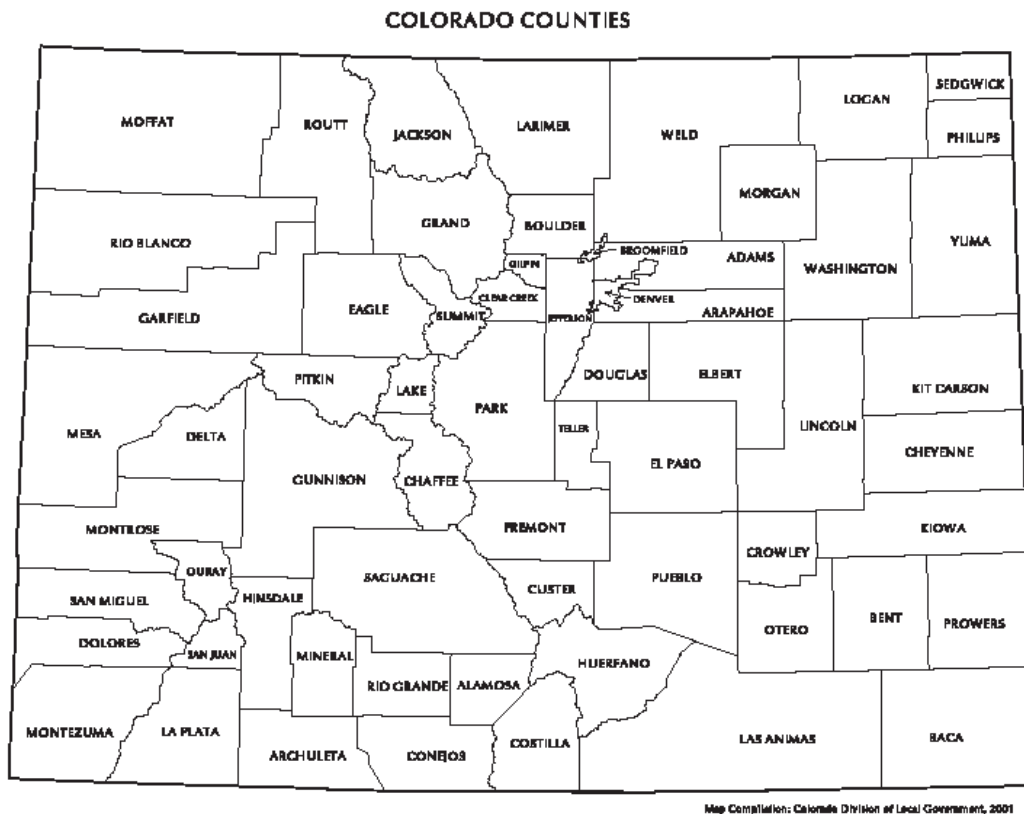 COLORADO COUNTIES
SEDGWICK
LOGAN
MOFFAT
ROUTT
JACKSON
LARIMER
WELD
PHILLIPS
MORGAN
GRAND
BOULDER
RIO BLANCO
BROOMFIELD
ADAMS
WASHINGTON
YUMA
GILPIN
CLEAR CREEK
DENVER
EAGLE
SUMMIT
JEFFERSON
ARAPAHOE
GARFIELD
PITKIN
LAKE
PARK
DOUGLAS
ELBERT
KIT CARSON
MESA
DELTA
TELLER
LINCOLN
GUNNISON
CHAFFEE
EL PASO
CHEYENNE
MONTROSE
FREMONT
KIOWA
CROWLEY
OURAY
SAGUACHE
PUEBLO
SAN MIGUEL
HINSDALE
CUSTER
OTERO
BENT
PROWERS
DOLORES
SAN JUAN
MINERAL
HUERFANO
RIO GRANDE
ALAMOSA
MONTEZUMA
LA PLATA
ARCHULETA
CONEJOS
COSTILLA
LAS ANIMAS
BACA
Map Compilation: Colorado Division of Local Government, 2001